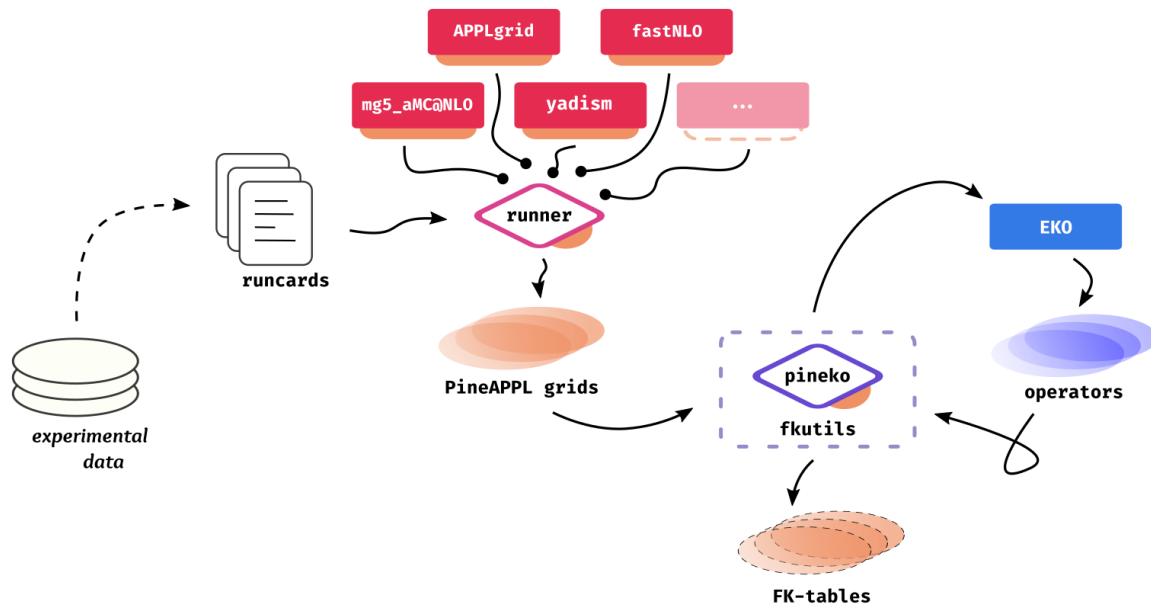 APPLgrid
fastNLO
mg5_aMC@NLO
yadism
...
runner
runcards
EKO
PineAPPL grids
pineko
fkutils
operators
experimental
data
FK-tables